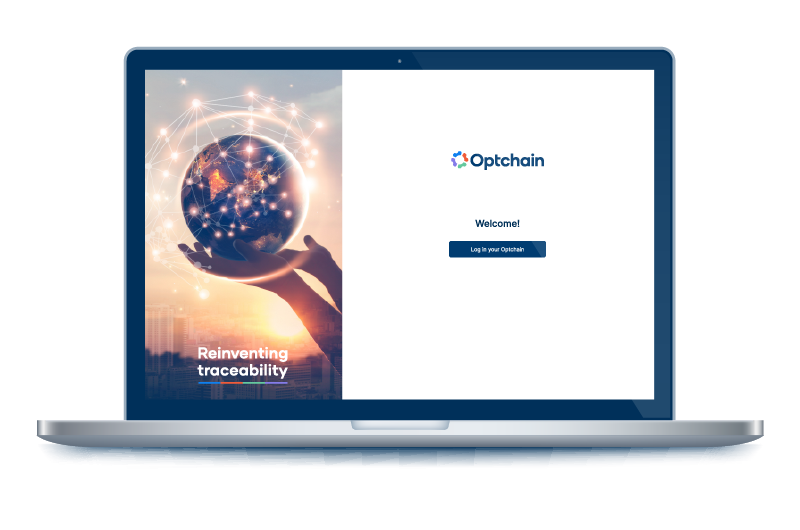 Optchain
Welcome!
Log in your Optchain
Reinventing
traceability